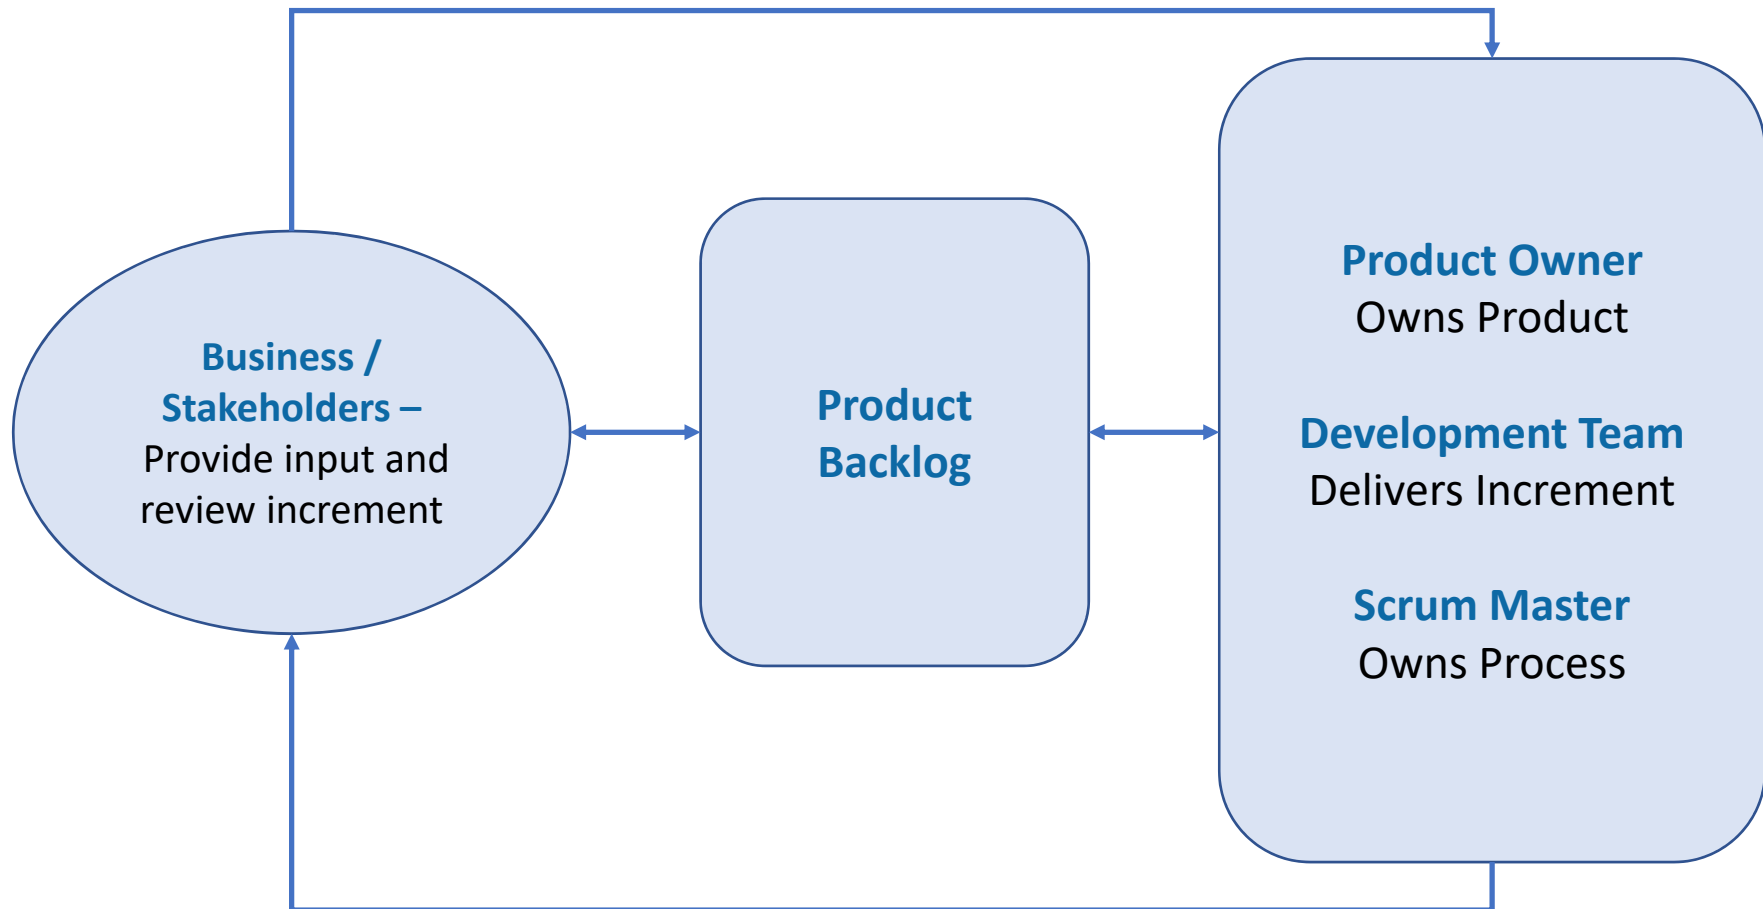 Business /
Stakeholders –
Provide input and
review increment
Product
Backlog
Product Owner
Owns Product
Development Team
Delivers Increment
Scrum Master
Owns Process